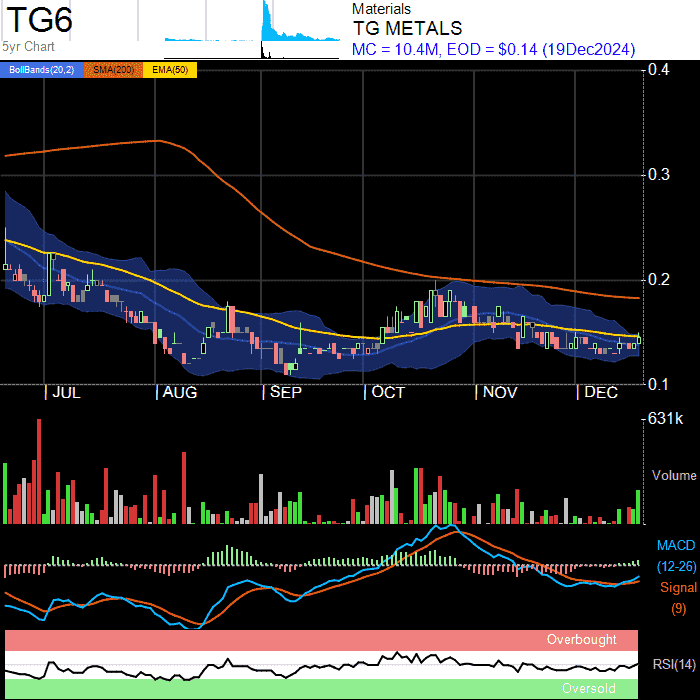 TG6
5yr Chart
Materials
TG METALS
MC = 10.4M, EOD = $0.14 (19Dec2024)
BollBands(20,2) SMA(200) EMA(50)
0.4
0.3
0.2
0.1
JUL AUG SEP OCT NOV DEC
631k
Volume
MACD
(12-26)
Signal
(9)
Overbought
RSI(14)
Oversold